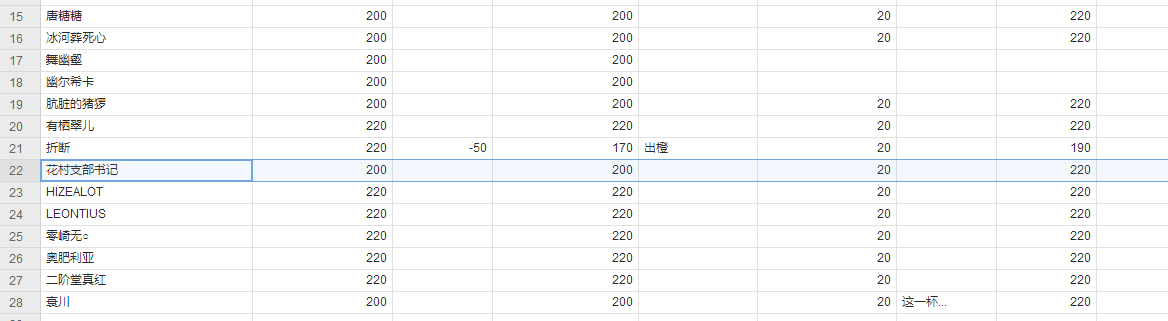 15 唐糖糖 200 200 20 220
16 冰河葬死心 200 200 20 220
17 舞幽壑 200 200
18 幽尔希卡 200 200
19 肮脏的猪猡 200 200 20 220
20 有栖翠儿 220 220 20 220
21 折断 220 -50 170 出橙 20 190
22 花村支部书记 200 200 20 220
23 HIZEALOT 220 220 20 220
24 LEONTIUS 220 220 20 220
25 零崎无○ 220 220 20 220
26 奥肥利亚 220 220 20 220
27 二阶堂真红 220 220 20 220
28 衰川 200 200 20 这一杯... 220